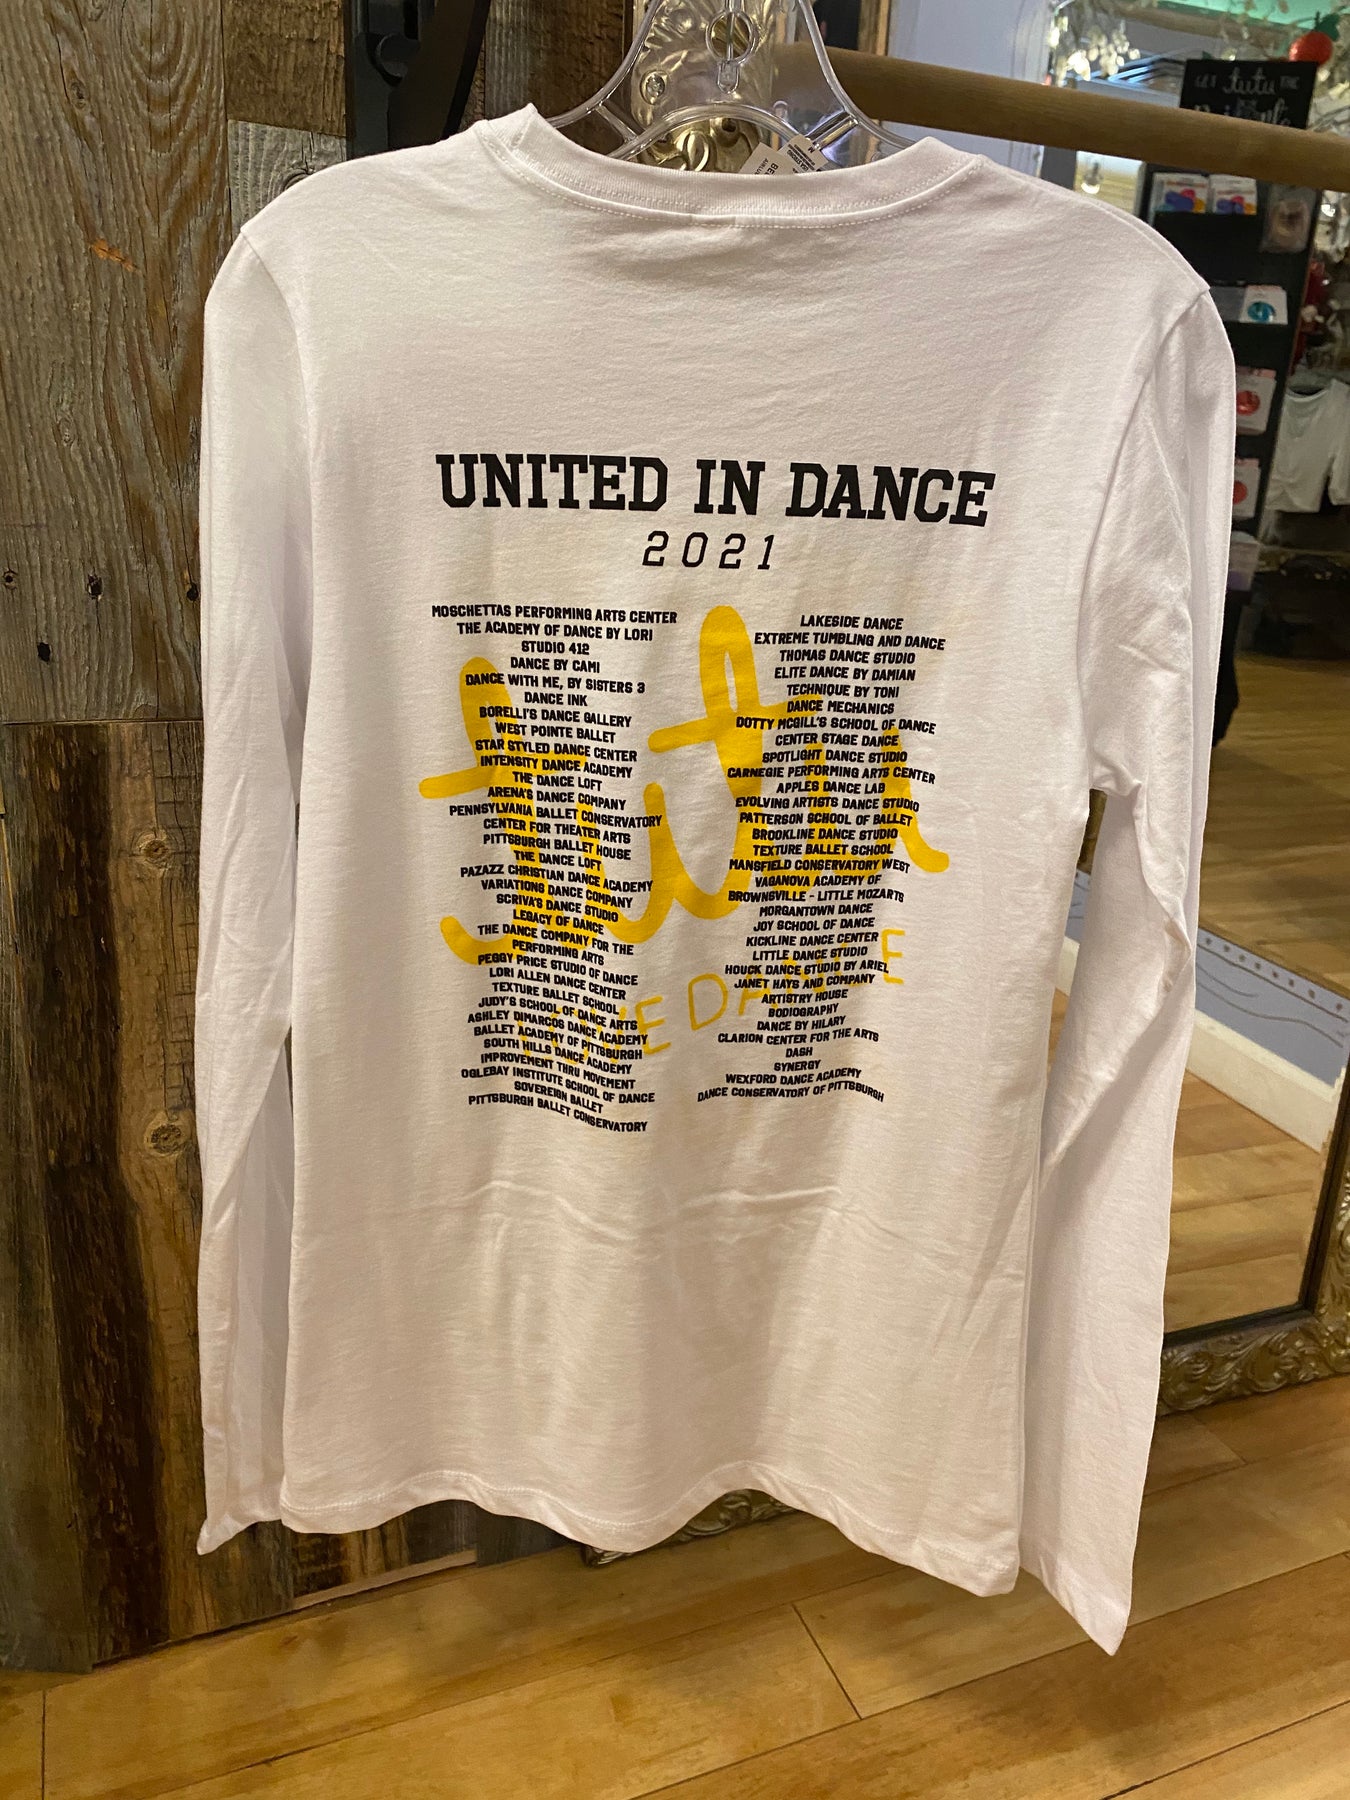 UNITED IN DANCE
2021
MOSCHETTAS PERFORMING ARTS CENTER
THE ACADEMY OF DANCE BY LORI
STUDIO 412
DANCE BY CAMI
DANCE WITH ME, BY SISTERS 3
DANCE INK
BORELLI'S DANCE GALLERY
WEST POINTE BALLET
STAR STYLED DANCE CENTER
INTENSITY DANCE ACADEMY
THE DANCE LOFT
ARENA'S DANCE COMPANY
PENNSYLVANIA BALLET CONSERVATORY
CENTER FOR THEATER ARTS
PITTSBURGH BALLET HOUSE
THE DANCE LOFT
PAZAZZ CHRISTIAN DANCE ACADEMY
VARIATIONS DANCE COMPANY
SCRIVA'S DANCE STUDIO
LEGACY OF DANCE
THE DANCE COMPANY FOR THE
PERFORMING ARTS
PEGGY PRICE STUDIO OF DANCE
LORI ALLEN DANCE CENTER
TEXTURE BALLET SCHOOL
JUDY'S SCHOOL OF DANCE ARTS
ASHLEY DIMARCOS DANCE ACADEMY
BALLET ACADEMY OF PITTSBURGH
SOUTH HILLS DANCE ACADEMY
IMPROVEMENT THRU MOVEMENT
OGLEBAY INSTITUTE SCHOOL OF DANCE
SOVEREIGN BALLET
PITTSBURGH BALLET CONSERVATORY
LAKESIDE DANCE
EXTREME TUMBLING AND DANCE
THOMAS DANCE STUDIO
ELITE DANCE BY DAMIAN
TECHNIQUE BY TONI
DANCE MECHANICS
DOTTY MCGILL'S SCHOOL OF DANCE
CENTER STAGE DANCE
SPOTLIGHT DANCE STUDIO
CARNEGIE PERFORMING ARTS CENTER
APPLES DANCE LAB
EVOLVING ARTISTS DANCE STUDIO
PATTERSON SCHOOL OF BALLET
BROOKLINE DANCE STUDIO
TEXTURE BALLET SCHOOL
MANSFIELD CONSERVATORY WEST
VAGANOVA ACADEMY OF
BROWNSVILLE - LITTLE MOZARTS
MORGANTOWN DANCE
JOY SCHOOL OF DANCE
KICKLINE DANCE CENTER
LITTLE DANCE STUDIO
HOUCK DANCE STUDIO BY ARIEL
JANET HAYS AND COMPANY
ARTISTRY HOUSE
BODIOGRAPHY
DANCE BY HILARY
CLARION CENTER FOR THE ARTS
DASH
SYNERGY
WEXFORD DANCE ACADEMY
DANCE CONSERVATORY OF PITTSBURGH
tutu
DANCE
tutu